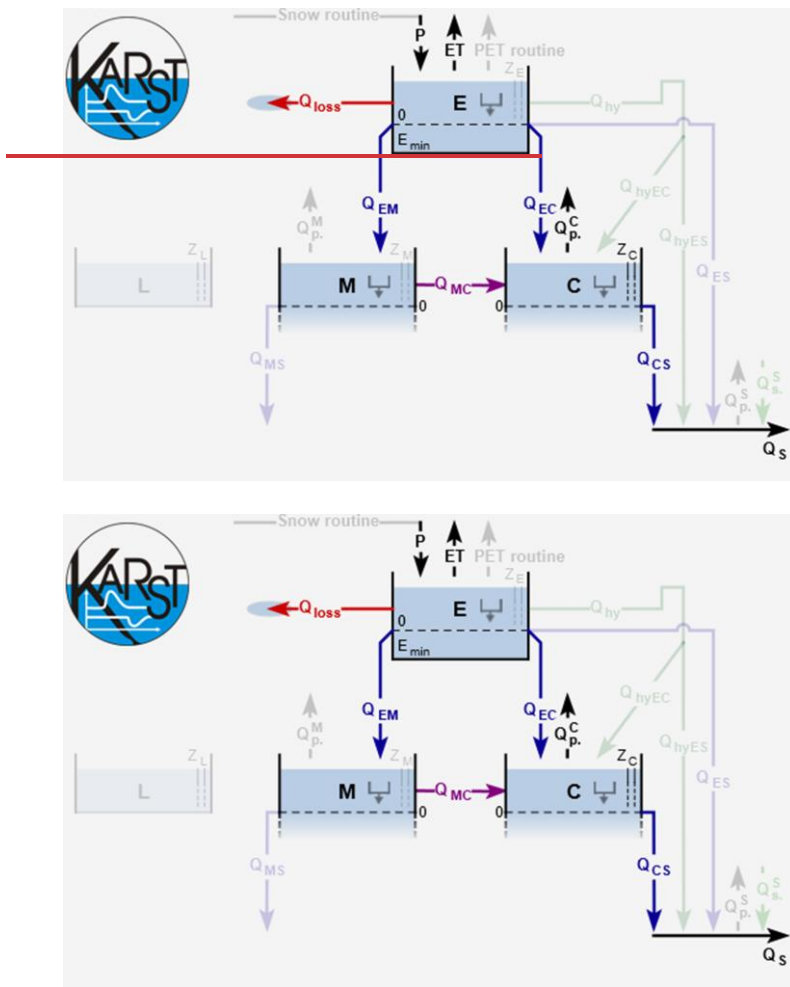 Snow routine
P
ET
PET routine
KARST
Z E
Q loss
E
Q hy
0
E min
Q hyEC
Q EM
Q EC
Q M p.
Q C p.
Q hyES
Z L
Z M
Z C
Q ES
L
M
Q MC
C
0
0
Q MS
Q CS
Q S p.
Q S s.
Q S
Snow routine
P
ET
PET routine
KARST
Z E
Q loss
E
Q hy
0
E min
Q hyEC
Q EM
Q EC
Q M p.
Q C p.
Q hyES
Z L
Z M
Z C
Q ES
L
M
Q MC
C
0
0
Q MS
Q CS
Q S p.
Q S s.
Q S